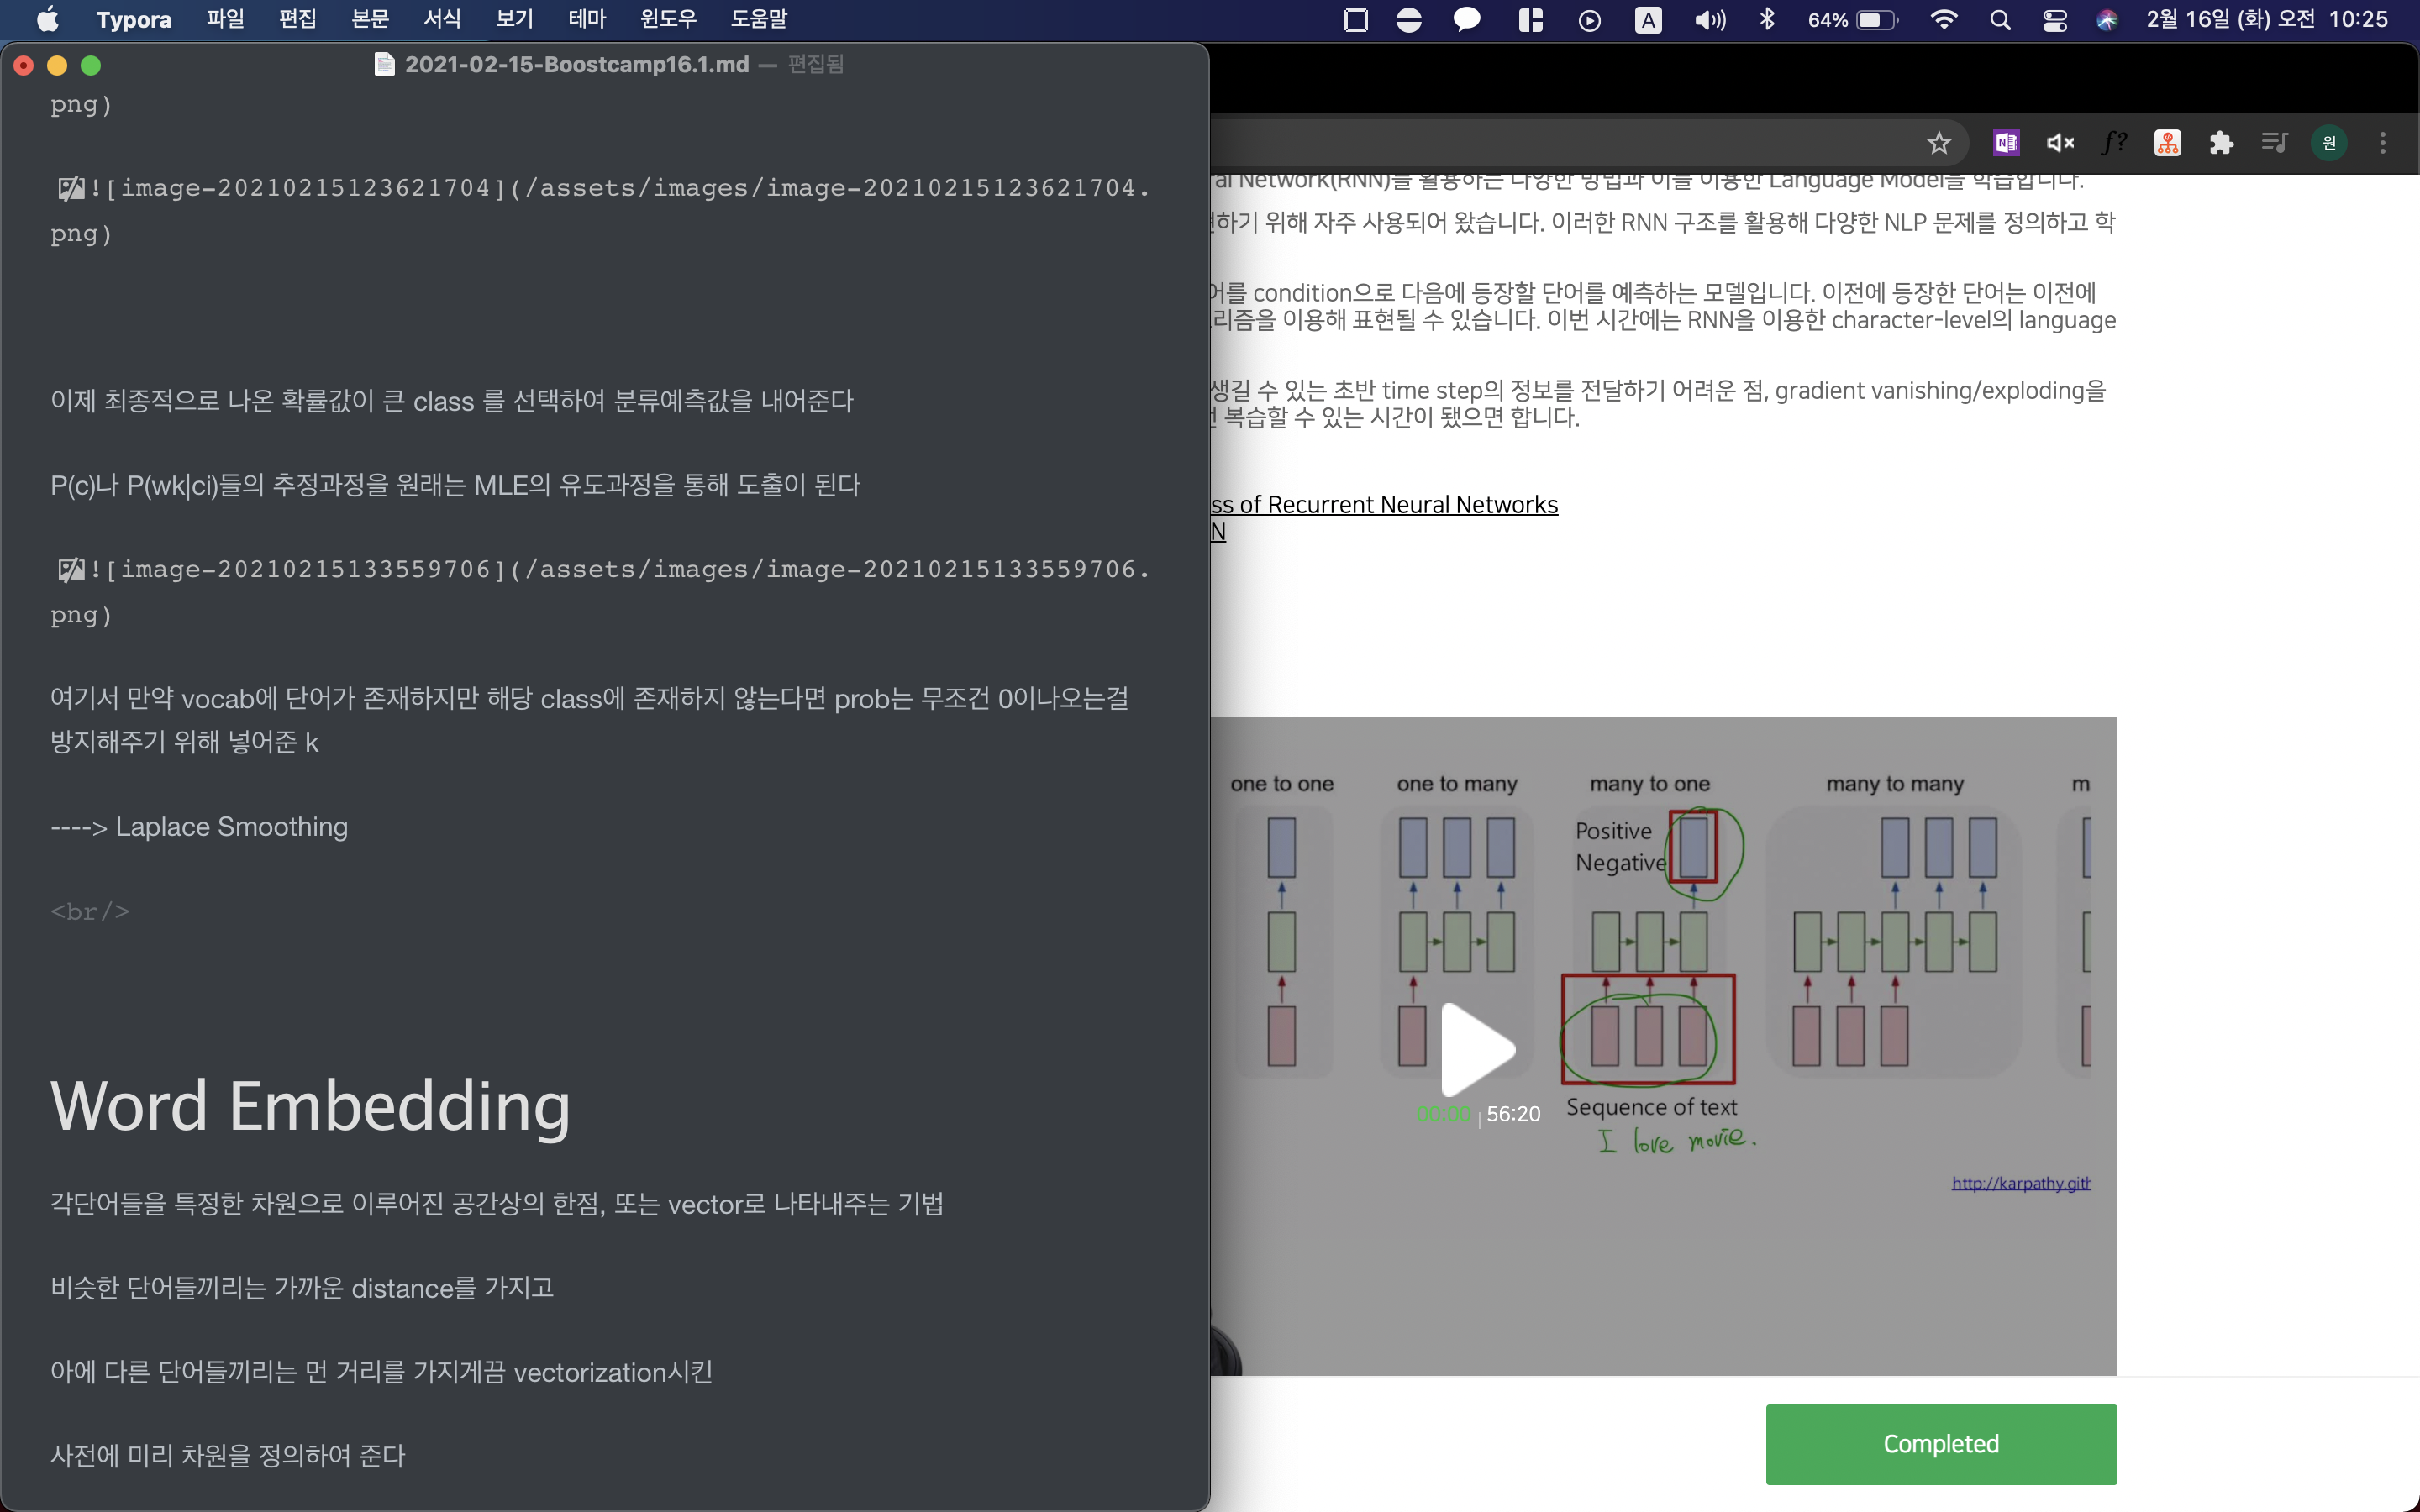 Typora 파일 편집 본문 서식 보기 테마 윈도우 도움말 A 64% 2월 16일 (화) 오전 10:25
2021-02-15-Boostcamp16.1.md — 편집됨
png)
![image-20210215123621704](/assets/images/image-20210215123621704.
png)
이제 최종적으로 나온 확률값이 큰 class 를 선택하여 분류예측값을 내어준다
P(c)나 P(wk|ci)들의 추정과정을 원래는 MLE의 유도과정을 통해 도출이 된다
![image-20210215133559706](/assets/images/image-20210215133559706.
png)
여기서 만약 vocab에 단어가 존재하지만 해당 class에 존재하지 않는다면 prob는 무조건 0이나오는걸
방지해주기 위해 넣어준 k
----> Laplace Smoothing
<br/>
Word Embedding
각단어들을 특정한 차원으로 이루어진 공간상의 한점, 또는 vector로 나타내주는 기법
비슷한 단어들끼리는 가까운 distance를 가지고
아에 다른 단어들끼리는 먼 거리를 가지게끔 vectorization시킨
사전에 미리 차원을 정의하여 준다
N f? 원
al Network(RNN)를 활용하는 다양한 방법과 이를 이용한 Language Model을 학습합니다.
하기 위해 자주 사용되어 왔습니다. 이러한 RNN 구조를 활용해 다양한 NLP 문제를 정의하고 학
어를 condition으로 다음에 등장할 단어를 예측하는 모델입니다. 이전에 등장한 단어는 이전에
리즘을 이용해 표현될 수 있습니다. 이번 시간에는 RNN을 이용한 character-level의 language
생길 수 있는 초반 time step의 정보를 전달하기 어려운 점, gradient vanishing/exploding을
복습할 수 있는 시간이 됐으면 합니다.
ss of Recurrent Neural Networks
N
one to one one to many many to one many to many m
Positive
Negative
00:00 | 56:20
Sequence of text
I love movie.
http://karpathy.gith
Completed